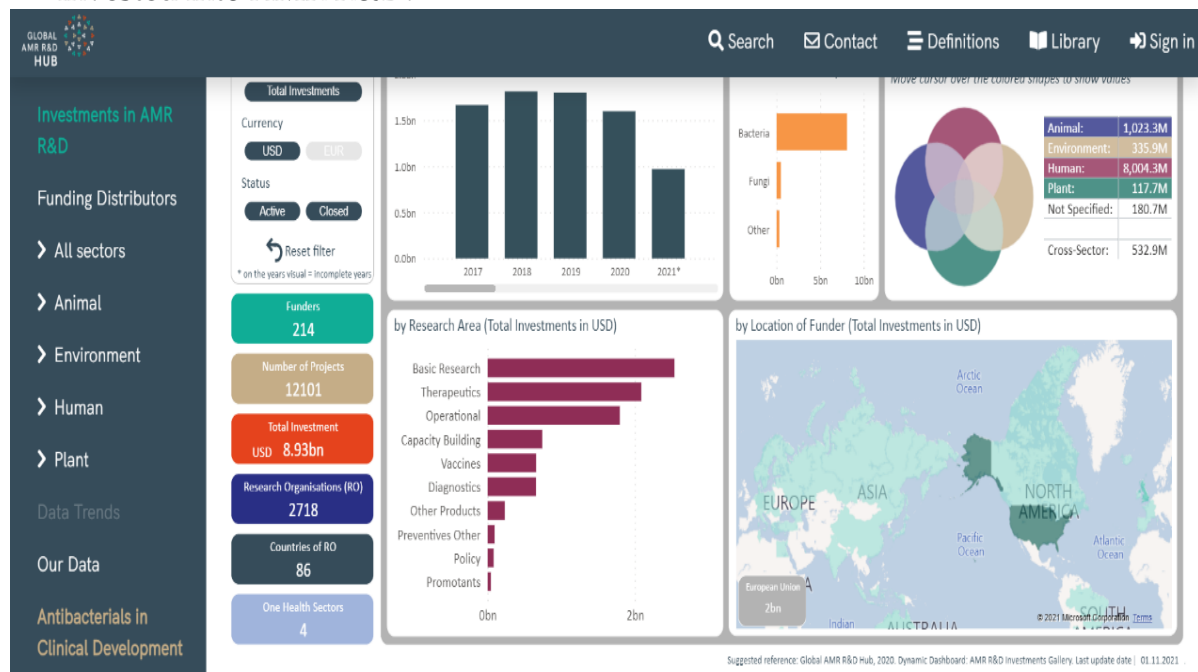 GLOBAL
AMR R&D
HUB
Search
Contact
Definitions
Library
Sign in
Investments in AMR
R&D
Funding Distributors
All sectors
Animal
Environment
Human
Plant
Data Trends
Our Data
Antibacterials in
Clinical Development
Total Investments
Currency
USD
EUR
Status
Active
Closed
Reset filter
* on the years visual = incomplete years
Funders
214
Number of Projects
12101
Total Investment
USD 8.93bn
Research Organisations (RO)
2718
Countries of RO
86
One Health Sectors
4
1.5bn
1.0bn
0.5bn
0.0bn
2017
2018
2019
2020
2021*
Bacteria
Fungi
Other
0bn
5bn
10bn
Move cursor over the colored shapes to show values
Animal: 1,023.3M
Environment: 335.9M
Human: 8,004.3M
Plant: 117.7M
Not Specified: 180.7M
Cross-Sector: 532.9M
by Research Area (Total Investments in USD)
Basic Research
Therapeutics
Operational
Capacity Building
Vaccines
Diagnostics
Other Products
Preventives Other
Policy
Promotants
0bn
2bn
by Location of Funder (Total Investments in USD)
Arctic
Ocean
EUROPE
ASIA
NORTH
AMERICA
Pacific
Ocean
Atlantic
Ocean
European Union
2bn
Indian
AUSTRALIA
SOUTH
© 2021 Microsoft Corporation Terms
Suggested reference: Global AMR R&D Hub, 2020. Dynamic Dashboard: AMR R&D Investments Gallery. Last update date | 01.11.2021